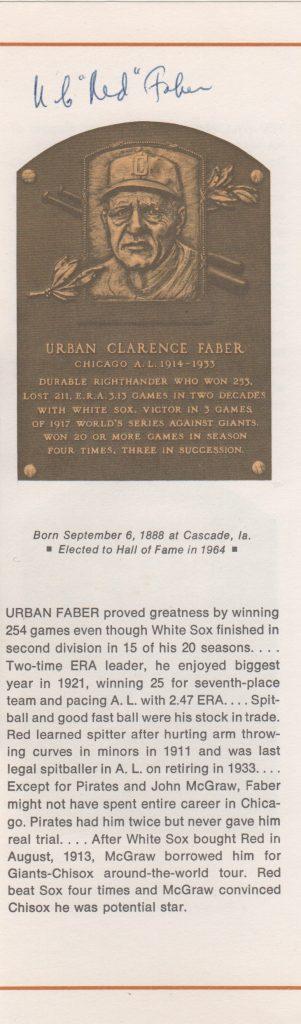 U C "Red" Faber
C
URBAN CLARENCE FABER
CHICAGO A.L. 1914-1933
DURABLE RIGHTHANDER WHO WON 253,
LOST 211, E.R.A. 3.13 GAMES IN TWO DECADES
WITH WHITE SOX. VICTOR IN 3 GAMES
OF 1917 WORLD'S SERIES AGAINST GIANTS.
WON 20 OR MORE GAMES IN SEASON
FOUR TIMES, THREE IN SUCCESSION.
Born September 6, 1888 at Cascade, Ia.
■ Elected to Hall of Fame in 1964 ■
URBAN FABER proved greatness by winning
254 games even though White Sox finished in
second division in 15 of his 20 seasons. . . .
Two-time ERA leader, he enjoyed biggest
year in 1921, winning 25 for seventh-place
team and pacing A. L. with 2.47 ERA. . . . Spit-
ball and good fast ball were his stock in trade.
Red learned spitter after hurting arm throw-
ing curves in minors in 1911 and was last
legal spitballer in A. L. on retiring in 1933. . . .
Except for Pirates and John McGraw, Faber
might not have spent entire career in Chica-
go. Pirates had him twice but never gave him
real trial. . . . After White Sox bought Red in
August, 1913, McGraw borrowed him for
Giants-Chisox around-the-world tour. Red
beat Sox four times and McGraw convinced
Chisox he was potential star.